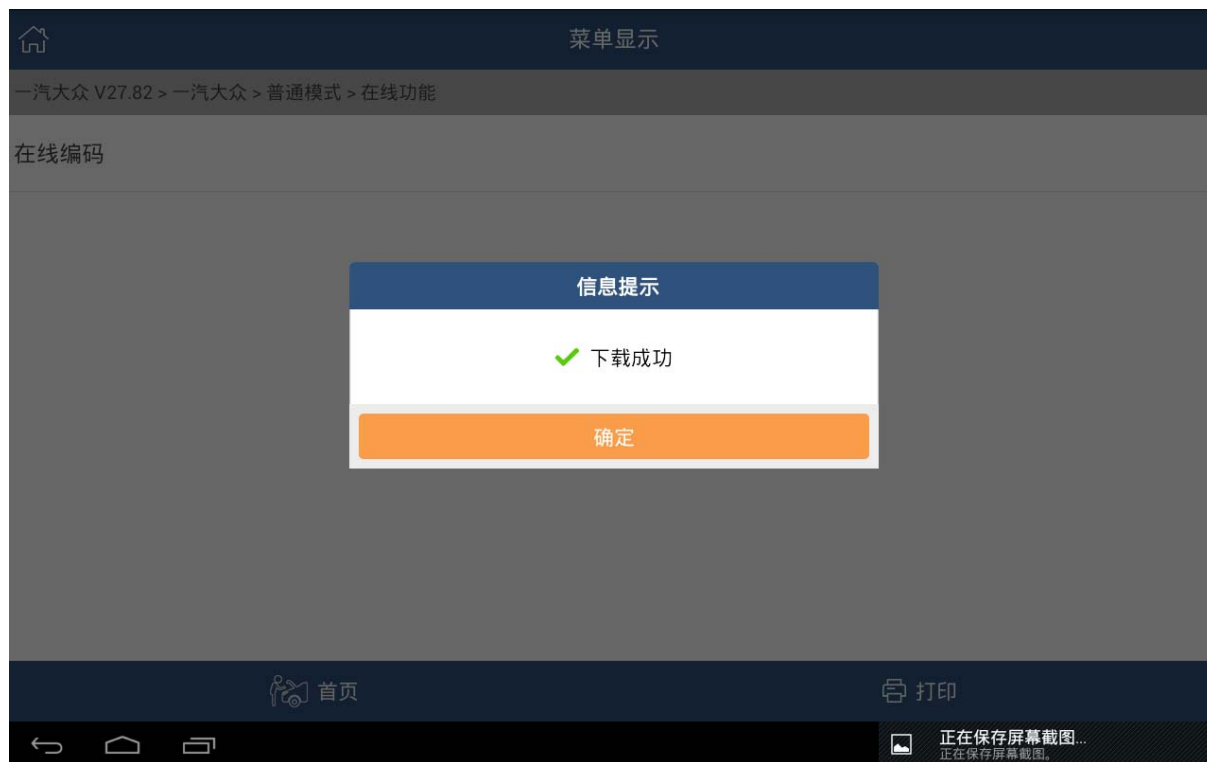 菜单显示
一汽大众 V27.82 > 一汽大众 > 普通模式 > 在线功能
在线编码
信息提示
下载成功
确定
首页
打印
正在保存屏幕截图...
正在保存屏幕截图。